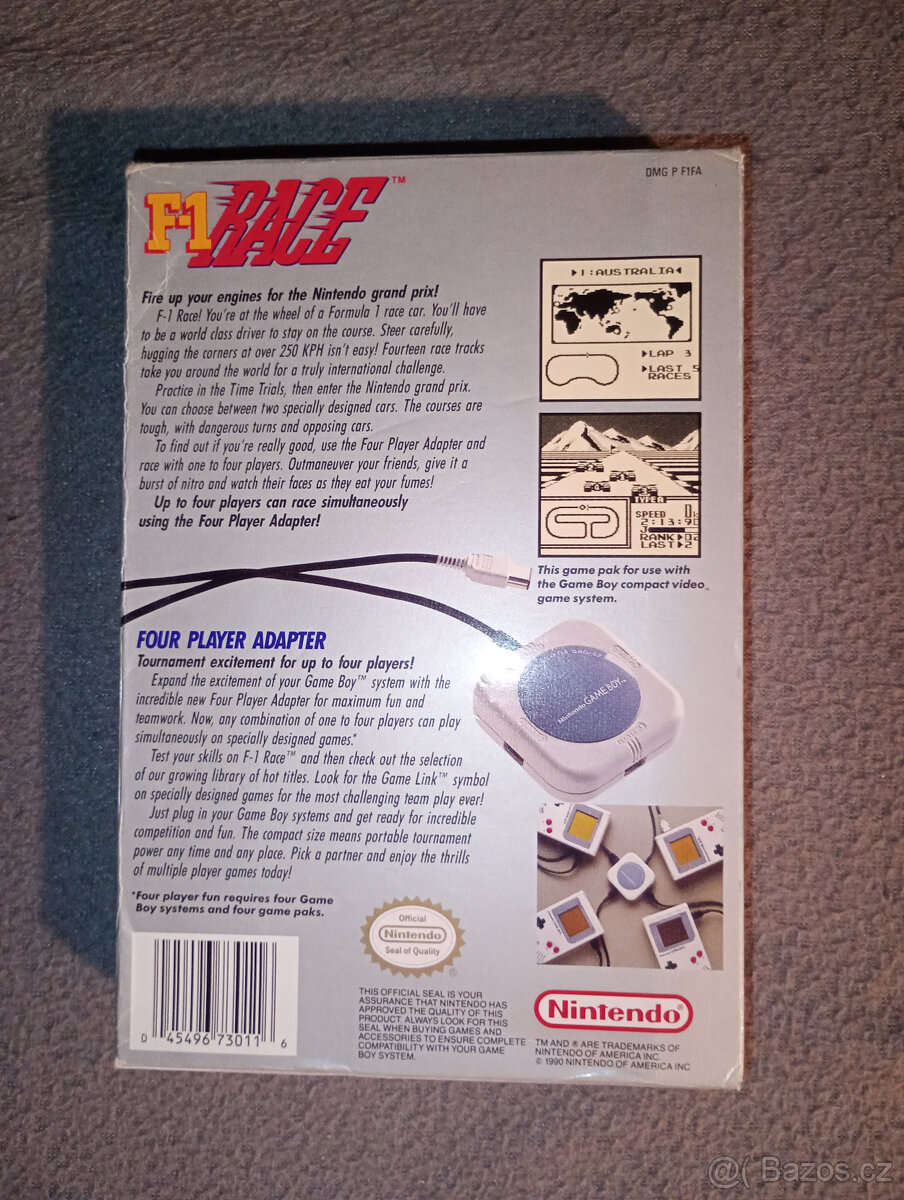 DMG P F1FA
F-1 RACE™
Fire up your engines for the Nintendo grand prix!
F-1 Race! You're at the wheel of a Formula 1 race car. You'll have
to be a world class driver to stay on the course. Steer carefully,
hugging the corners at over 250 KPH isn't easy! Fourteen race tracks
take you around the world for a truly international challenge.
Practice in the Time Trials, then enter the Nintendo grand prix.
You can choose between two specially designed cars. The courses are
tough, with dangerous turns and opposing cars.
To find out if you're really good, use the Four Player Adapter and
race with one to four players. Outmaneuver your friends, give it a
burst of nitro and watch their faces as they eat your fumes!
Up to four players can race simultaneously
using the Four Player Adapter!
1:AUSTRALIA
LAP 3
LAST 5
RACES
TYPE A
SPEED
2:13.90
RANK 02
LAST 2
This game pak for use with
the Game Boy compact video
game system.
FOUR PLAYER ADAPTER
Tournament excitement for up to four players!
Expand the excitement of your Game Boy™ system with the
incredible new Four Player Adapter for maximum fun and
teamwork. Now, any combination of one to four players can play
simultaneously on specially designed games.*
Test your skills on F-1 Race™ and then check out the selection
of our growing library of hot titles. Look for the Game Link™ symbol
on specially designed games for the most challenging team play ever!
Just plug in your Game Boy systems and get ready for incredible
competition and fun. The compact size means portable tournament
power any time and any place. Pick a partner and enjoy the thrills
of multiple player games today!
*Four player fun requires four Game
Boy systems and four game paks.
Nintendo GAME BOY™
Official
Nintendo
Seal of Quality
®
THIS OFFICIAL SEAL IS YOUR
ASSURANCE THAT NINTENDO HAS
APPROVED THE QUALITY OF THIS
PRODUCT. ALWAYS LOOK FOR THIS
SEAL WHEN BUYING GAMES AND
ACCESSORIES TO ENSURE COMPLETE
COMPATIBILITY WITH YOUR GAME
BOY SYSTEM.
0 45496 73011 6
Nintendo®
TM AND ® ARE TRADEMARKS OF
NINTENDO OF AMERICA INC.
© 1990 NINTENDO OF AMERICA INC.
@( Bazos.cz